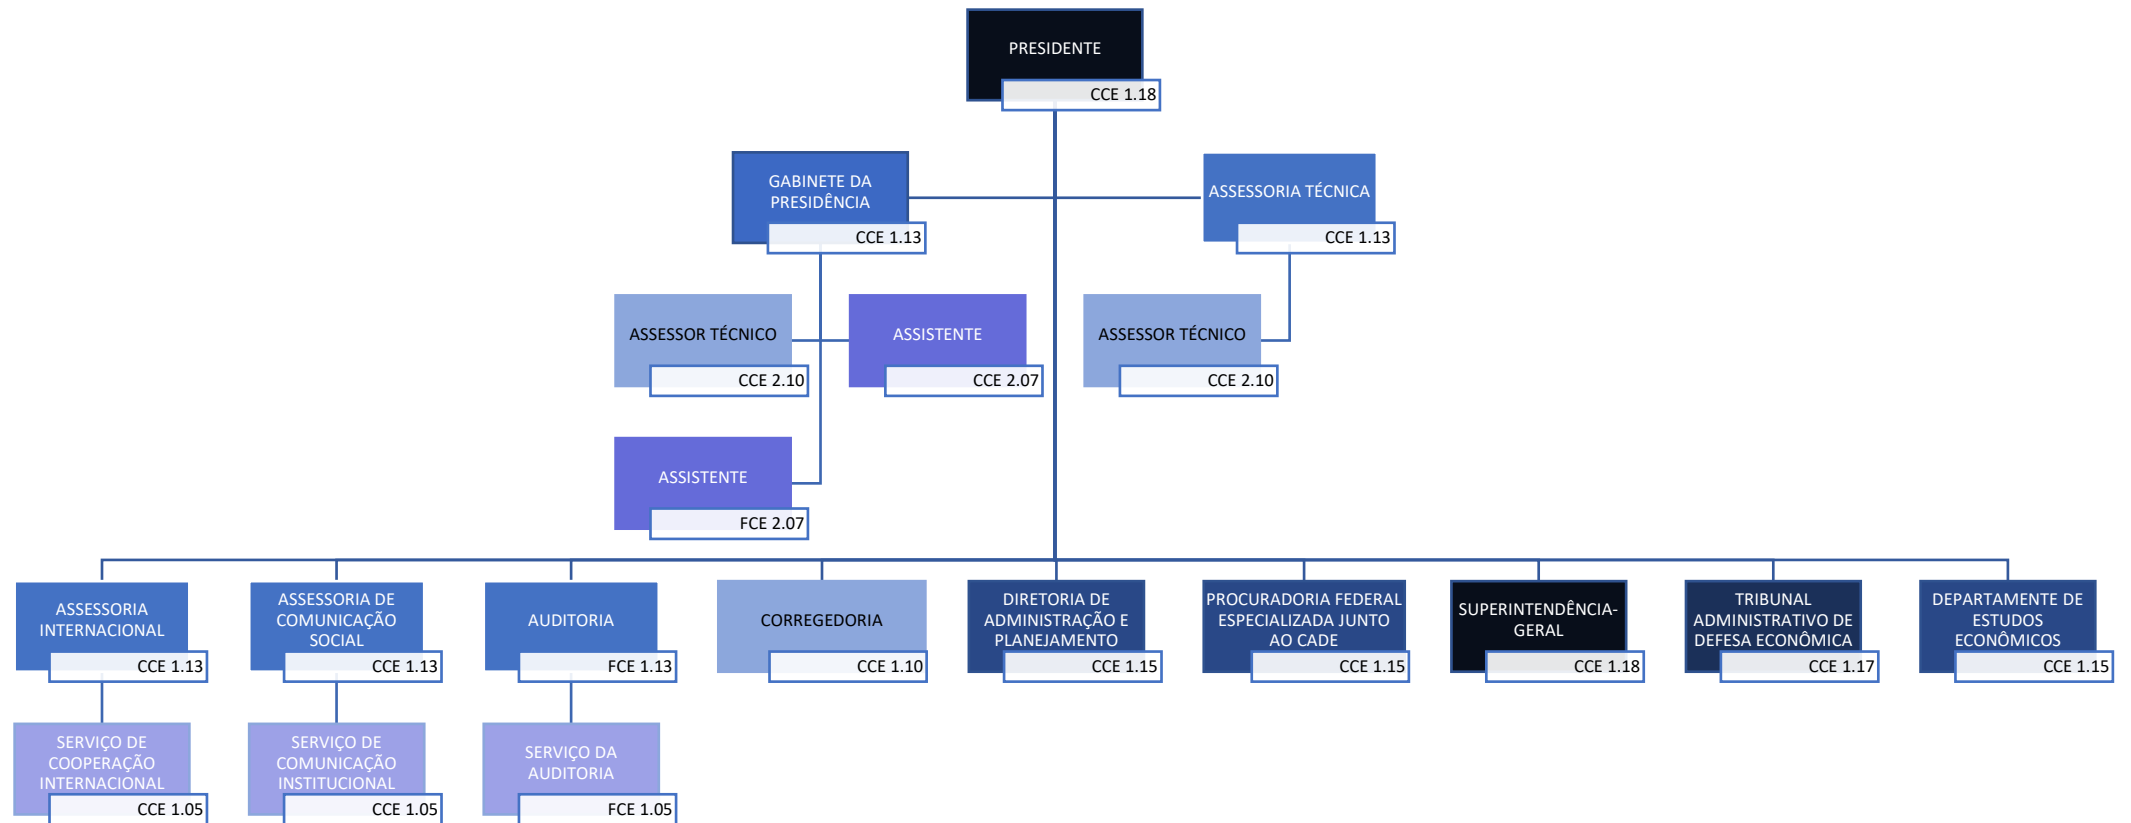 PRESIDENTE
CCE 1.18
GABINETE DA
PRESIDÊNCIA
CCE 1.13
ASSESSORIA TÉCNICA
CCE 1.13
ASSESSOR TÉCNICO
CCE 2.10
ASSISTENTE
CCE 2.07
ASSESSOR TÉCNICO
CCE 2.10
ASSISTENTE
FCE 2.07
ASSESSORIA
INTERNACIONAL
CCE 1.13
ASSESSORIA DE
COMUNICAÇÃO
SOCIAL
CCE 1.13
AUDITORIA
FCE 1.13
CORREGEDORIA
CCE 1.10
DIRETORIA DE
ADMINISTRAÇÃO E
PLANEJAMENTO
CCE 1.15
PROCURADORIA FEDERAL
ESPECIALIZADA JUNTO
AO CADE
CCE 1.15
SUPERINTENDÊNCIA-
GERAL
CCE 1.18
TRIBUNAL
ADMINISTRATIVO DE
DEFESA ECONÔMICA
CCE 1.17
DEPARTAMENTE DE
ESTUDOS
ECONÔMICOS
CCE 1.15
SERVIÇO DE
COOPERAÇÃO
INTERNACIONAL
CCE 1.05
SERVIÇO DE
COMUNICAÇÃO
INSTITUCIONAL
CCE 1.05
SERVIÇO DA
AUDITORIA
FCE 1.05